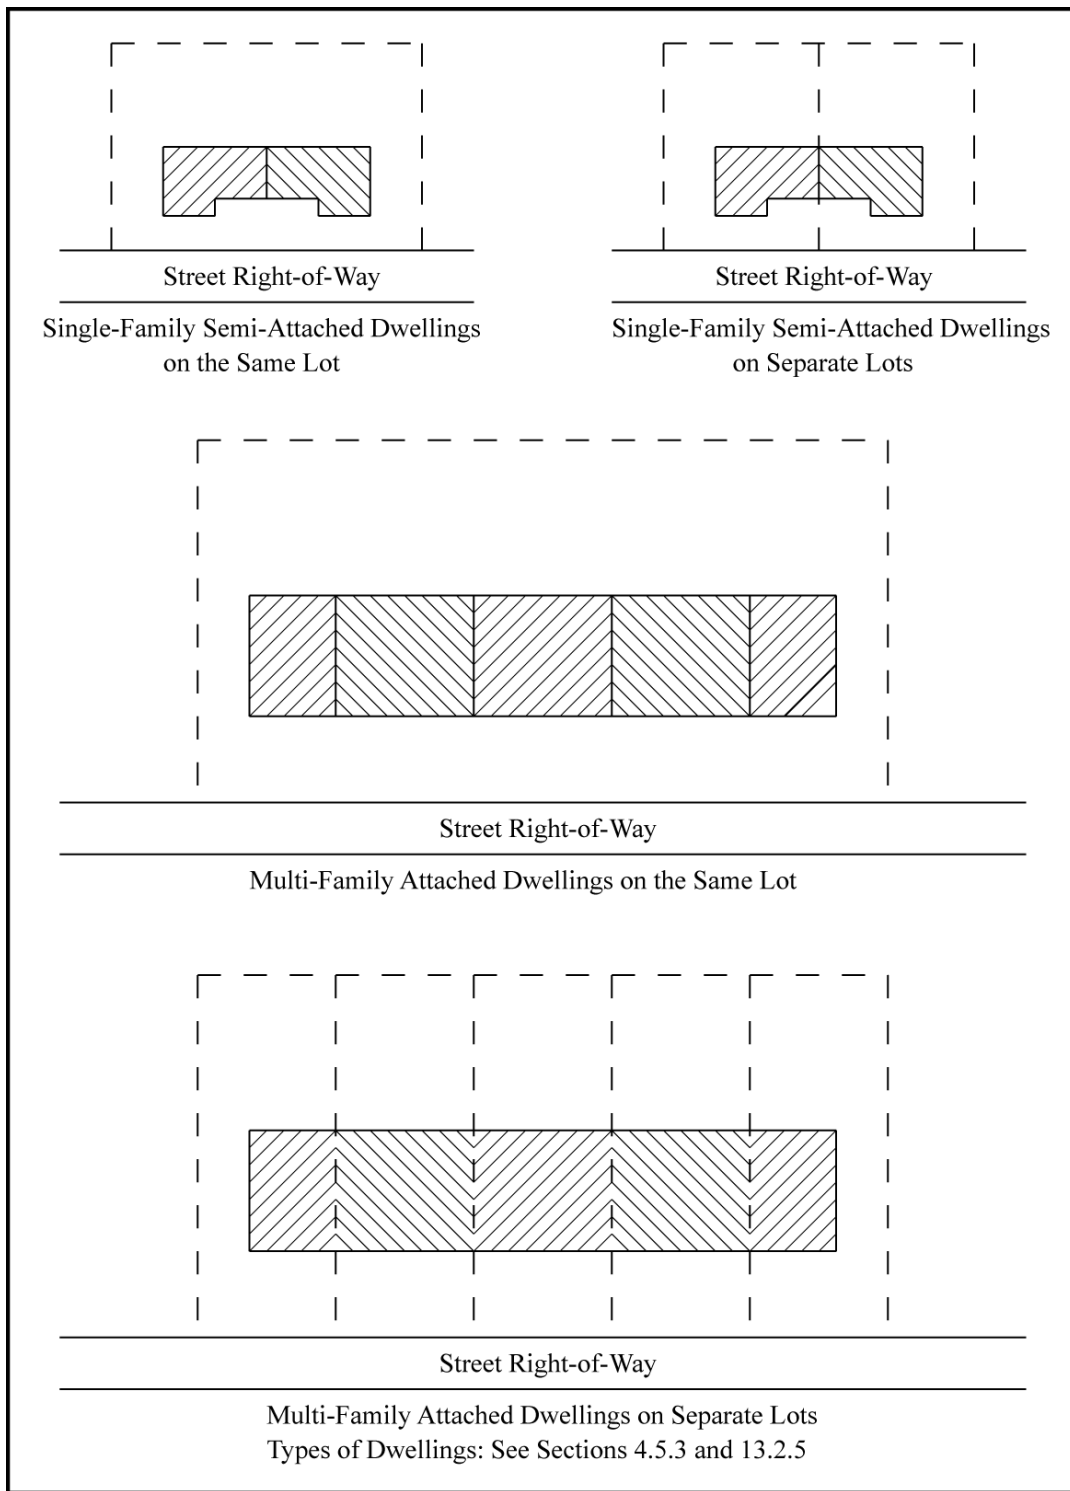 Street Right-of-Way
Single-Family Semi-Attached Dwellings
on the Same Lot
Street Right-of-Way
Single-Family Semi-Attached Dwellings
on Separate Lots
Street Right-of-Way
Multi-Family Attached Dwellings on the Same Lot
Street Right-of-Way
Multi-Family Attached Dwellings on Separate Lots
Types of Dwellings: See Sections 4.5.3 and 13.2.5